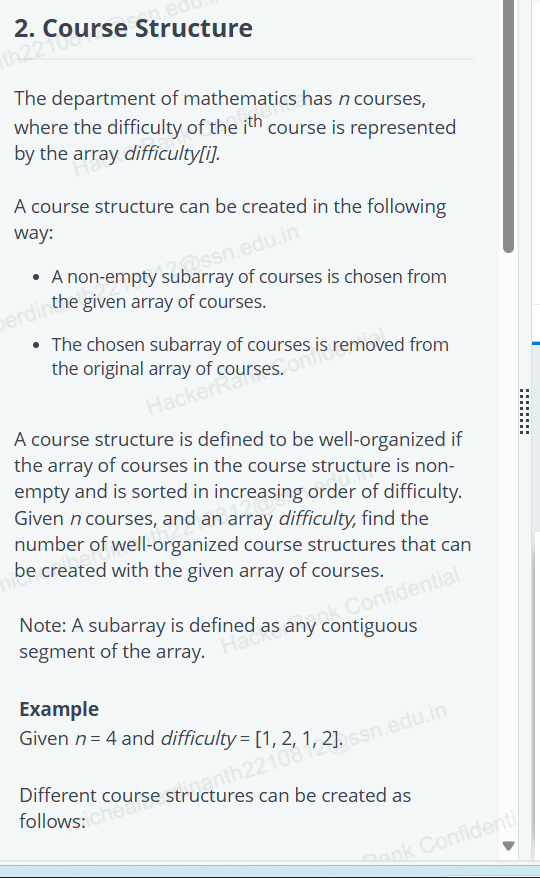 2. Course Structure
The department of mathematics has n courses,
where the difficulty of the ith course is represented
by the array difficulty[i].
A course structure can be created in the following
way:
• A non-empty subarray of courses is chosen from
the given array of courses.
• The chosen subarray of courses is removed from
the original array of courses.
HackerRank Confidential
A course structure is defined to be well-organized if
the array of courses in the course structure is non-
empty and is sorted in increasing order of difficulty.
Given n courses, and an array difficulty, find the
number of well-organized course structures that can
be created with the given array of courses.
Note: A subarray is defined as any contiguous
segment of the array.
HackerRank Confidential
Example
Given n = 4 and difficulty = [1, 2, 1, 2].
Different course structures can be created as
follows: